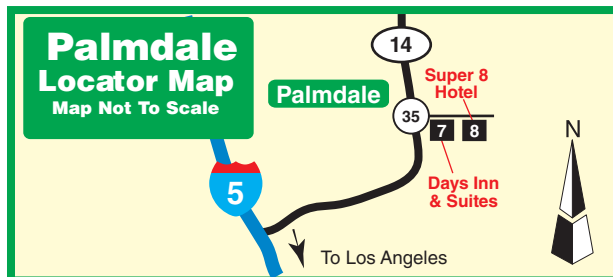 Palmdale
Locator Map
Map Not To Scale
14
Super 8
Hotel
Palmdale
35
7
8
N
5
Days Inn
& Suites
To Los Angeles